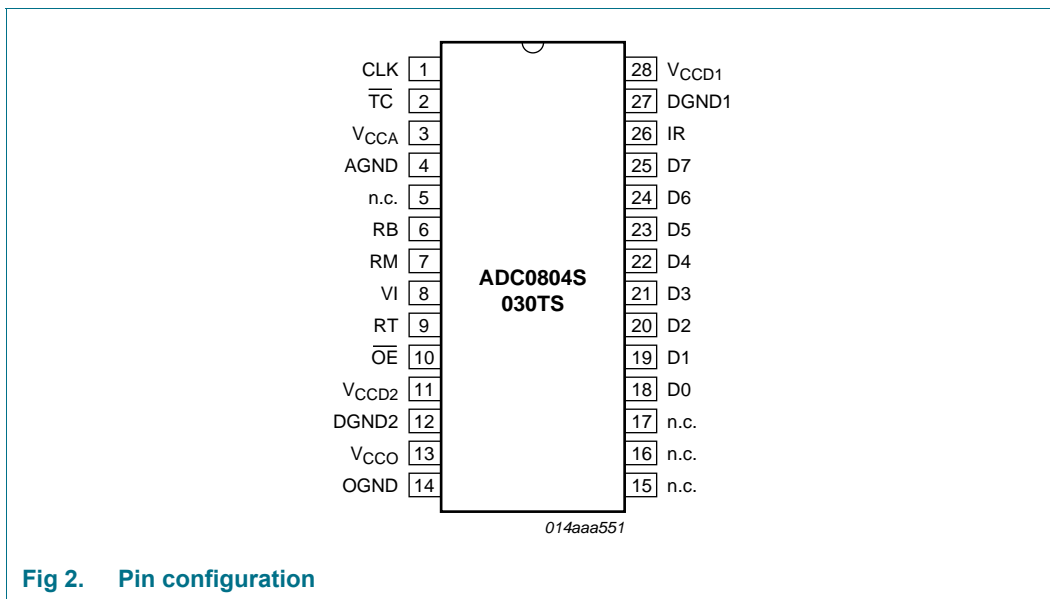 CLK 1
TC 2
VCCA 3
AGND 4
n.c. 5
RB 6
RM 7
VI 8
RT 9
OE 10
VCCD2 11
DGND2 12
VCCO 13
OGND 14
ADC0804S
030TS
28 VCCD1
27 DGND1
26 IR
25 D7
24 D6
23 D5
22 D4
21 D3
20 D2
19 D1
18 D0
17 n.c.
16 n.c.
15 n.c.
014aaa551
Fig 2. Pin configuration